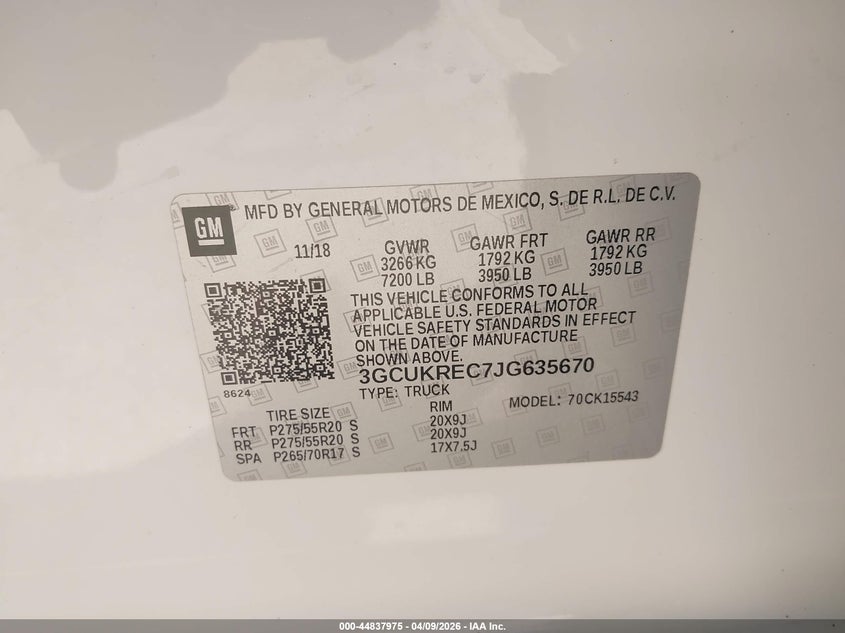 GM
® MFD BY GENERAL MOTORS DE MEXICO, S. DE R.L. DE C.V.
11/18 GVWR GAWR FRT GAWR RR
3266 KG 1792 KG 1792 KG
7200 LB 3950 LB 3950 LB
THIS VEHICLE CONFORMS TO ALL
APPLICABLE U.S. FEDERAL MOTOR
VEHICLE SAFETY STANDARDS IN EFFECT
ON THE DATE OF MANUFACTURE
SHOWN ABOVE.
3GCUKREC7JG635670
8624
TYPE: TRUCK MODEL: 70CK15543
TIRE SIZE RIM
FRT P275/55R20 S 20X9J
RR P275/55R20 S 20X9J
SPA P265/70R17 S 17X7.5J
000-44837975 - 04/09/2026 - IAA Inc.